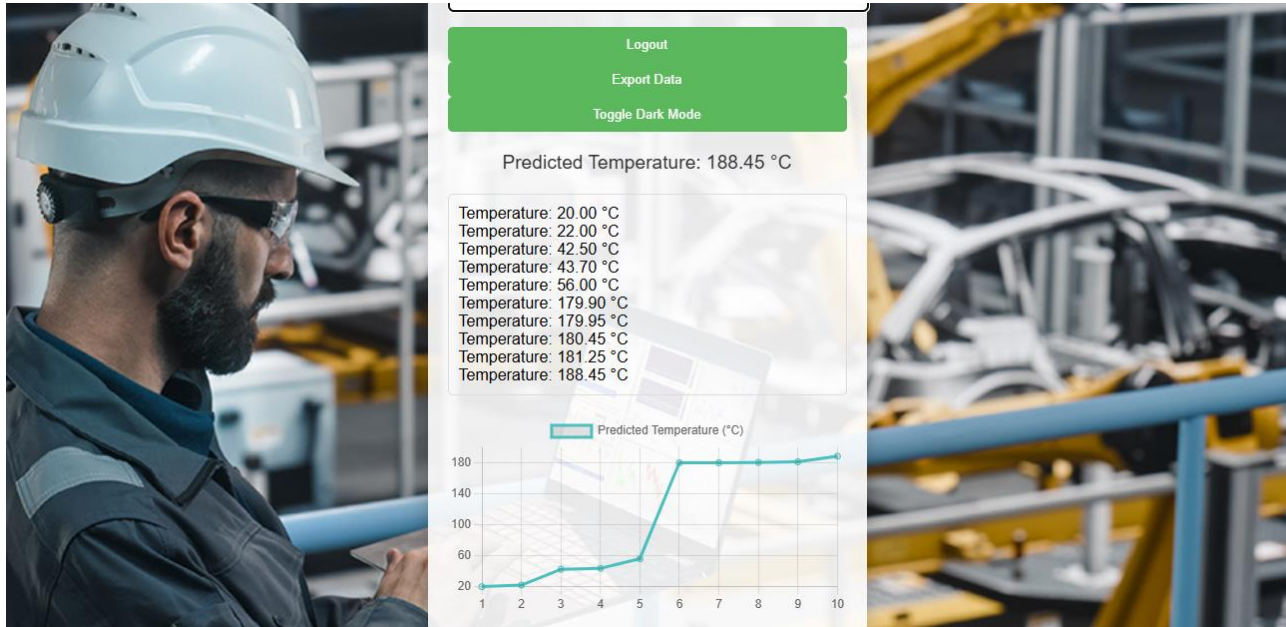 Logout
Export Data
Toggle Dark Mode
Predicted Temperature: 188.45 °C
Temperature: 20.00 °C
Temperature: 22.00 °C
Temperature: 42.50 °C
Temperature: 43.70 °C
Temperature: 56.00 °C
Temperature: 179.90 °C
Temperature: 179.95 °C
Temperature: 180.45 °C
Temperature: 181.25 °C
Temperature: 188.45 °C
Predicted Temperature (°C)
180
140
100
60
20
1 2 3 4 5 6 7 8 9 10